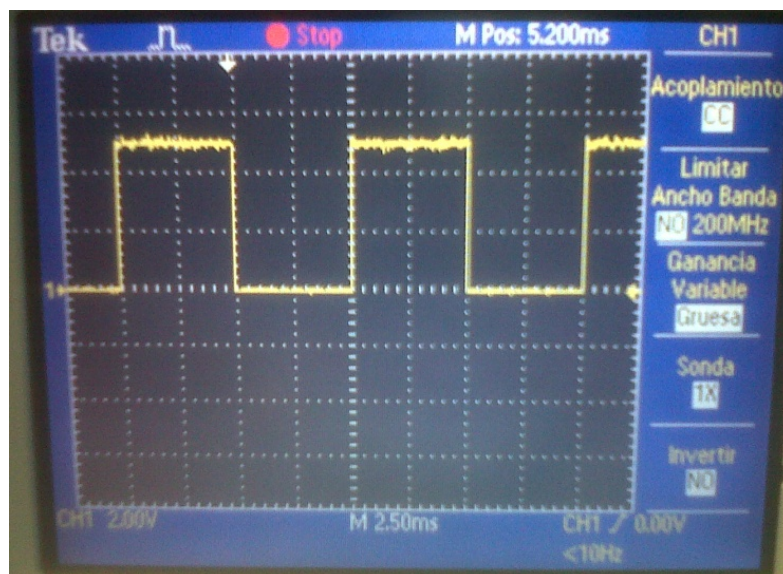 Tek Stop M Pos: 5.200ms CH1
Acoplamiento
CC
Limitar
Ancho Banda
NO 200MHz
Ganancia
Variable
Gruesa
1
Sonda
1X
Invertir
NO
CH1 2.00V M 2.50ms CH1 0.00V
<10Hz